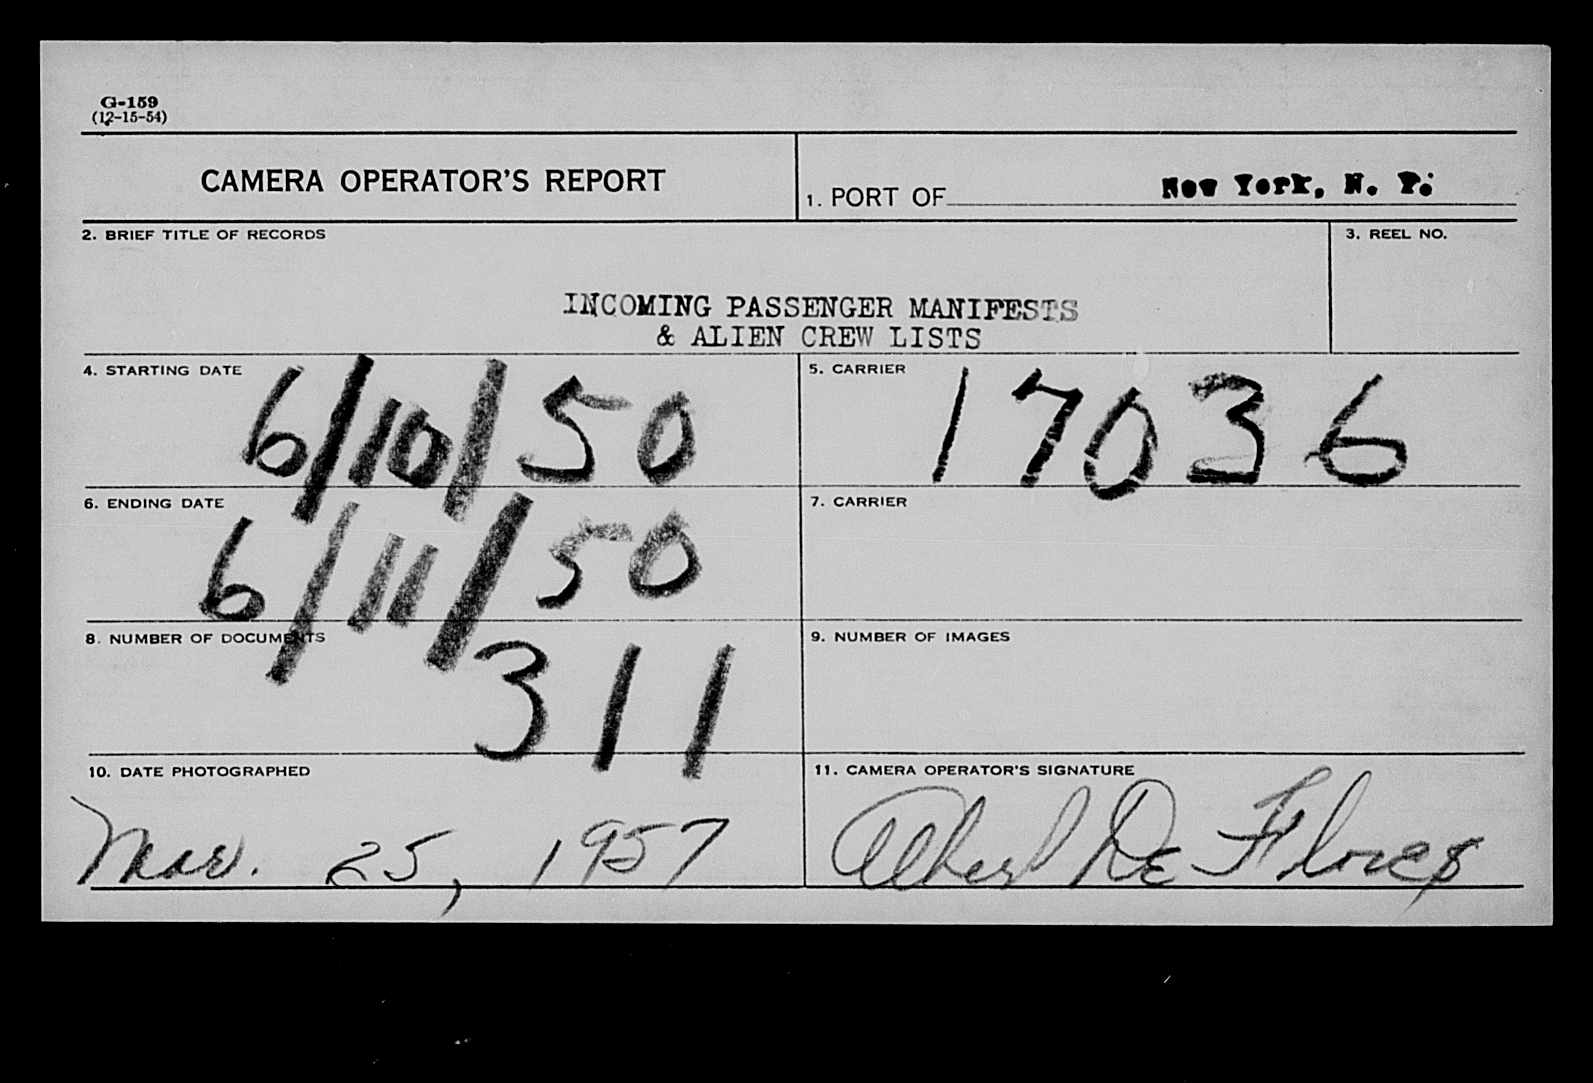 G-159
(12-15-54)
CAMERA OPERATOR'S REPORT
1. PORT OF New York, N. Y.
2. BRIEF TITLE OF RECORDS
3. REEL NO.
INCOMING PASSENGER MANIFESTS
& ALIEN CREW LISTS
4. STARTING DATE
6/10/50
5. CARRIER
17036
6. ENDING DATE
6/11/50
7. CARRIER
8. NUMBER OF DOCUMENTS
311
9. NUMBER OF IMAGES
10. DATE PHOTOGRAPHED
Mar. 25, 1957
11. CAMERA OPERATOR'S SIGNATURE
Albert De Flores